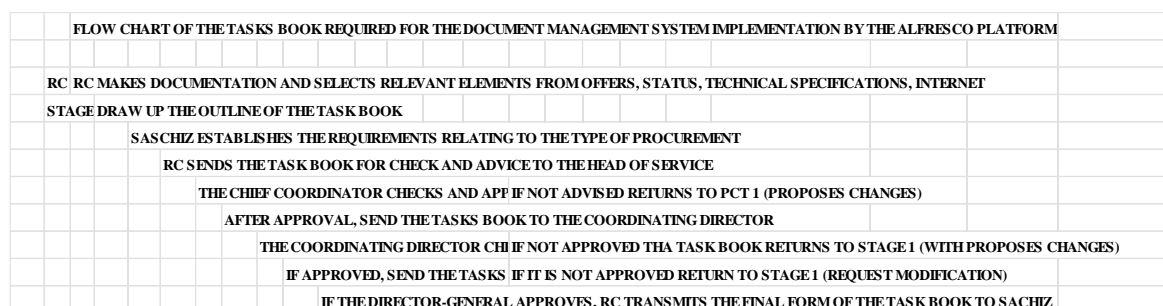 FLOW CHART OF THE TASKS BOOK REQUIRED FOR THE DOCUMENT MANAGEMENT SYSTEM IMPLEMENTATION BY THE ALFRESCO PLATFORM
RC RC MAKES DOCUMENTATION AND SELECTS RELEVANT ELEMENTS FROM OFFERS, STATUS, TECHNICAL SPECIFICATIONS, INTERNET
STAGE DRAW UP THE OUTLINE OF THE TASK BOOK
SASCHIZ ESTABLISHES THE REQUIREMENTS RELATING TO THE TYPE OF PROCUREMENT
RC SENDS THE TASK BOOK FOR CHECK AND ADVICE TO THE HEAD OF SERVICE
THE CHIEF COORDINATOR CHECKS AND APP IF NOT ADVISED RETURNS TO PCT 1 (PROPOSES CHANGES)
AFTER APPROVAL, SEND THE TASKS BOOK TO THE COORDINATING DIRECTOR
THE COORDINATING DIRECTOR CHI IF NOT APPROVED THA TASK BOOK RETURNS TO STAGE 1 (WITH PROPOSES CHANGES)
IF APPROVED, SEND THE TASKS IF IT IS NOT APPROVED RETURN TO STAGE 1 (REQUEST MODIFICATION)
IF THE DIRECTOR-GENERAL APPROVES, RC TRANSMITS THE FINAL FORM OF THE TASK BOOK TO SACHIZ